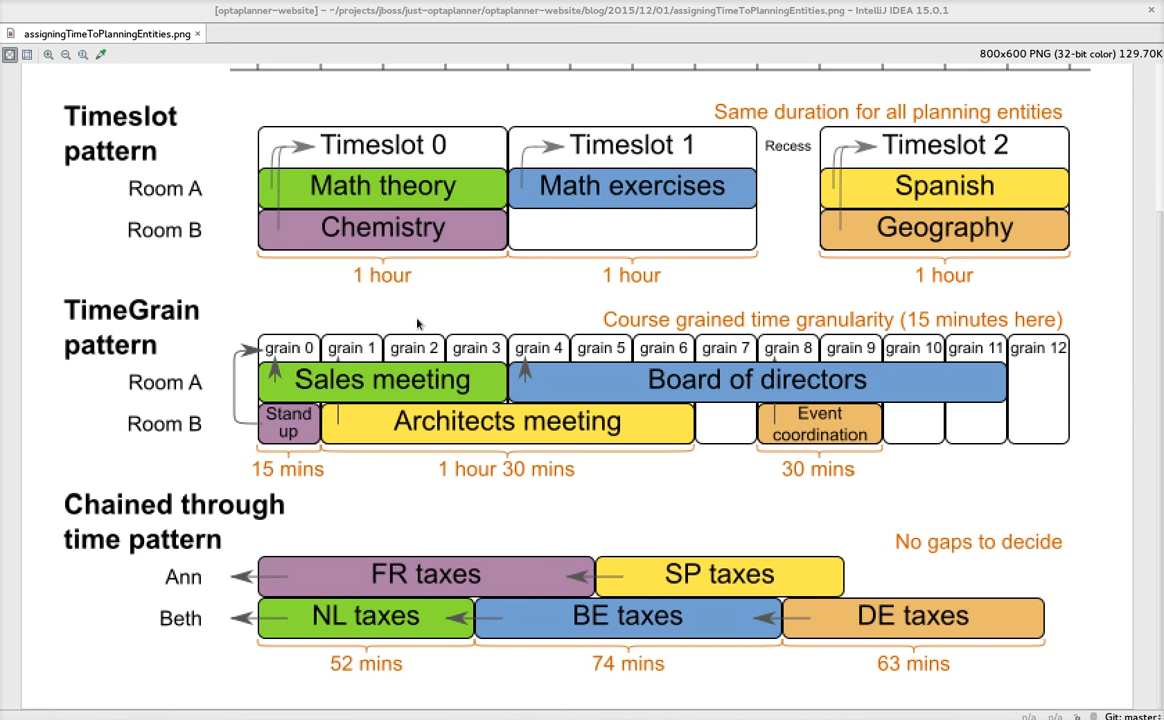 [optaplanner-website] – ~/projects/jboss/just-optaplanner/optaplanner-website/blog/2015/12/01/assigningTimeToPlanningEntities.png – IntelliJ IDEA 15.0.1
assigningTimeToPlanningEntities.png
800x600 PNG (32-bit color) 129.70K
Timeslot pattern
Same duration for all planning entities
Timeslot 0 Timeslot 1 Recess Timeslot 2
Room A Math theory Math exercises Spanish
Room B Chemistry Geography
1 hour 1 hour 1 hour
TimeGrain pattern
Course grained time granularity (15 minutes here)
grain 0 grain 1 grain 2 grain 3 grain 4 grain 5 grain 6 grain 7 grain 8 grain 9 grain 10 grain 11 grain 12
Room A Sales meeting Board of directors
Room B Stand up Architects meeting Event coordination
15 mins 1 hour 30 mins 30 mins
Chained through
time pattern
No gaps to decide
Ann FR taxes SP taxes
Beth NL taxes BE taxes DE taxes
52 mins 74 mins 63 mins
n/a n/a Git: master